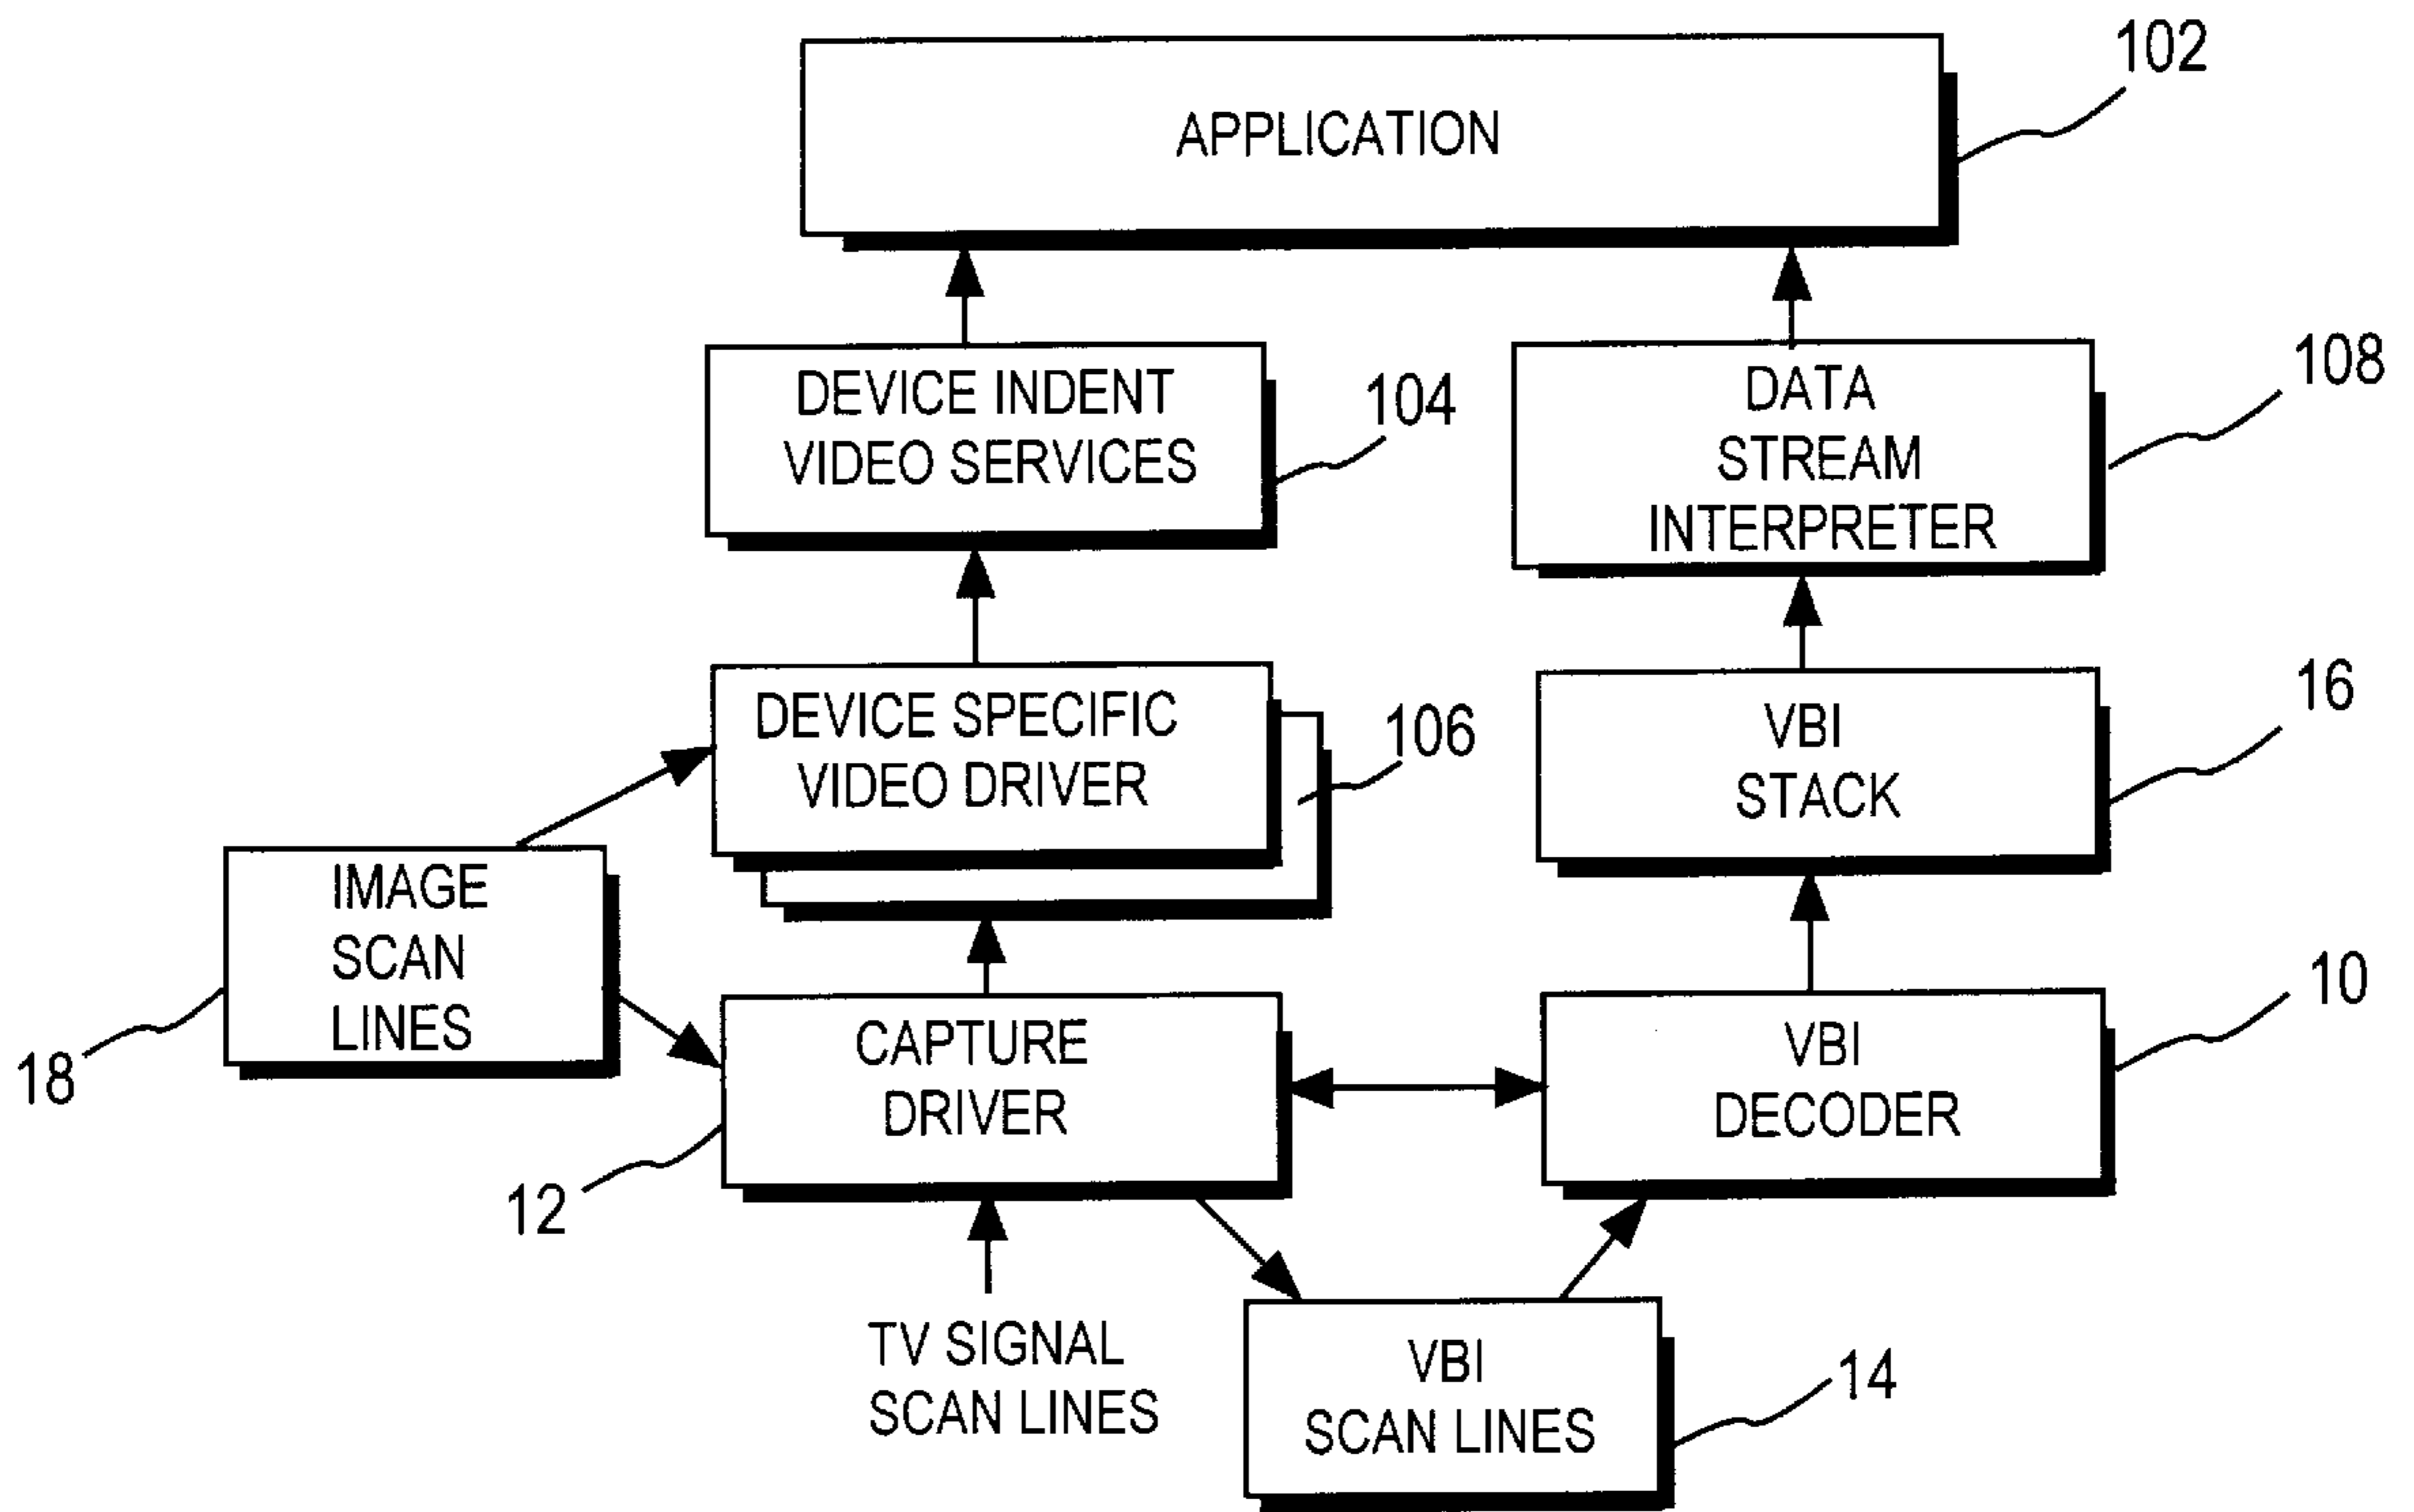 102
APPLICATION
DEVICE INDENT
VIDEO SERVICES
104
DATA
STREAM
INTERPRETER
108
DEVICE SPECIFIC
VIDEO DRIVER
106
VBI
STACK
16
IMAGE
SCAN
LINES
18
CAPTURE
DRIVER
12
VBI
DECODER
10
TV SIGNAL
SCAN LINES
VBI
SCAN LINES
14